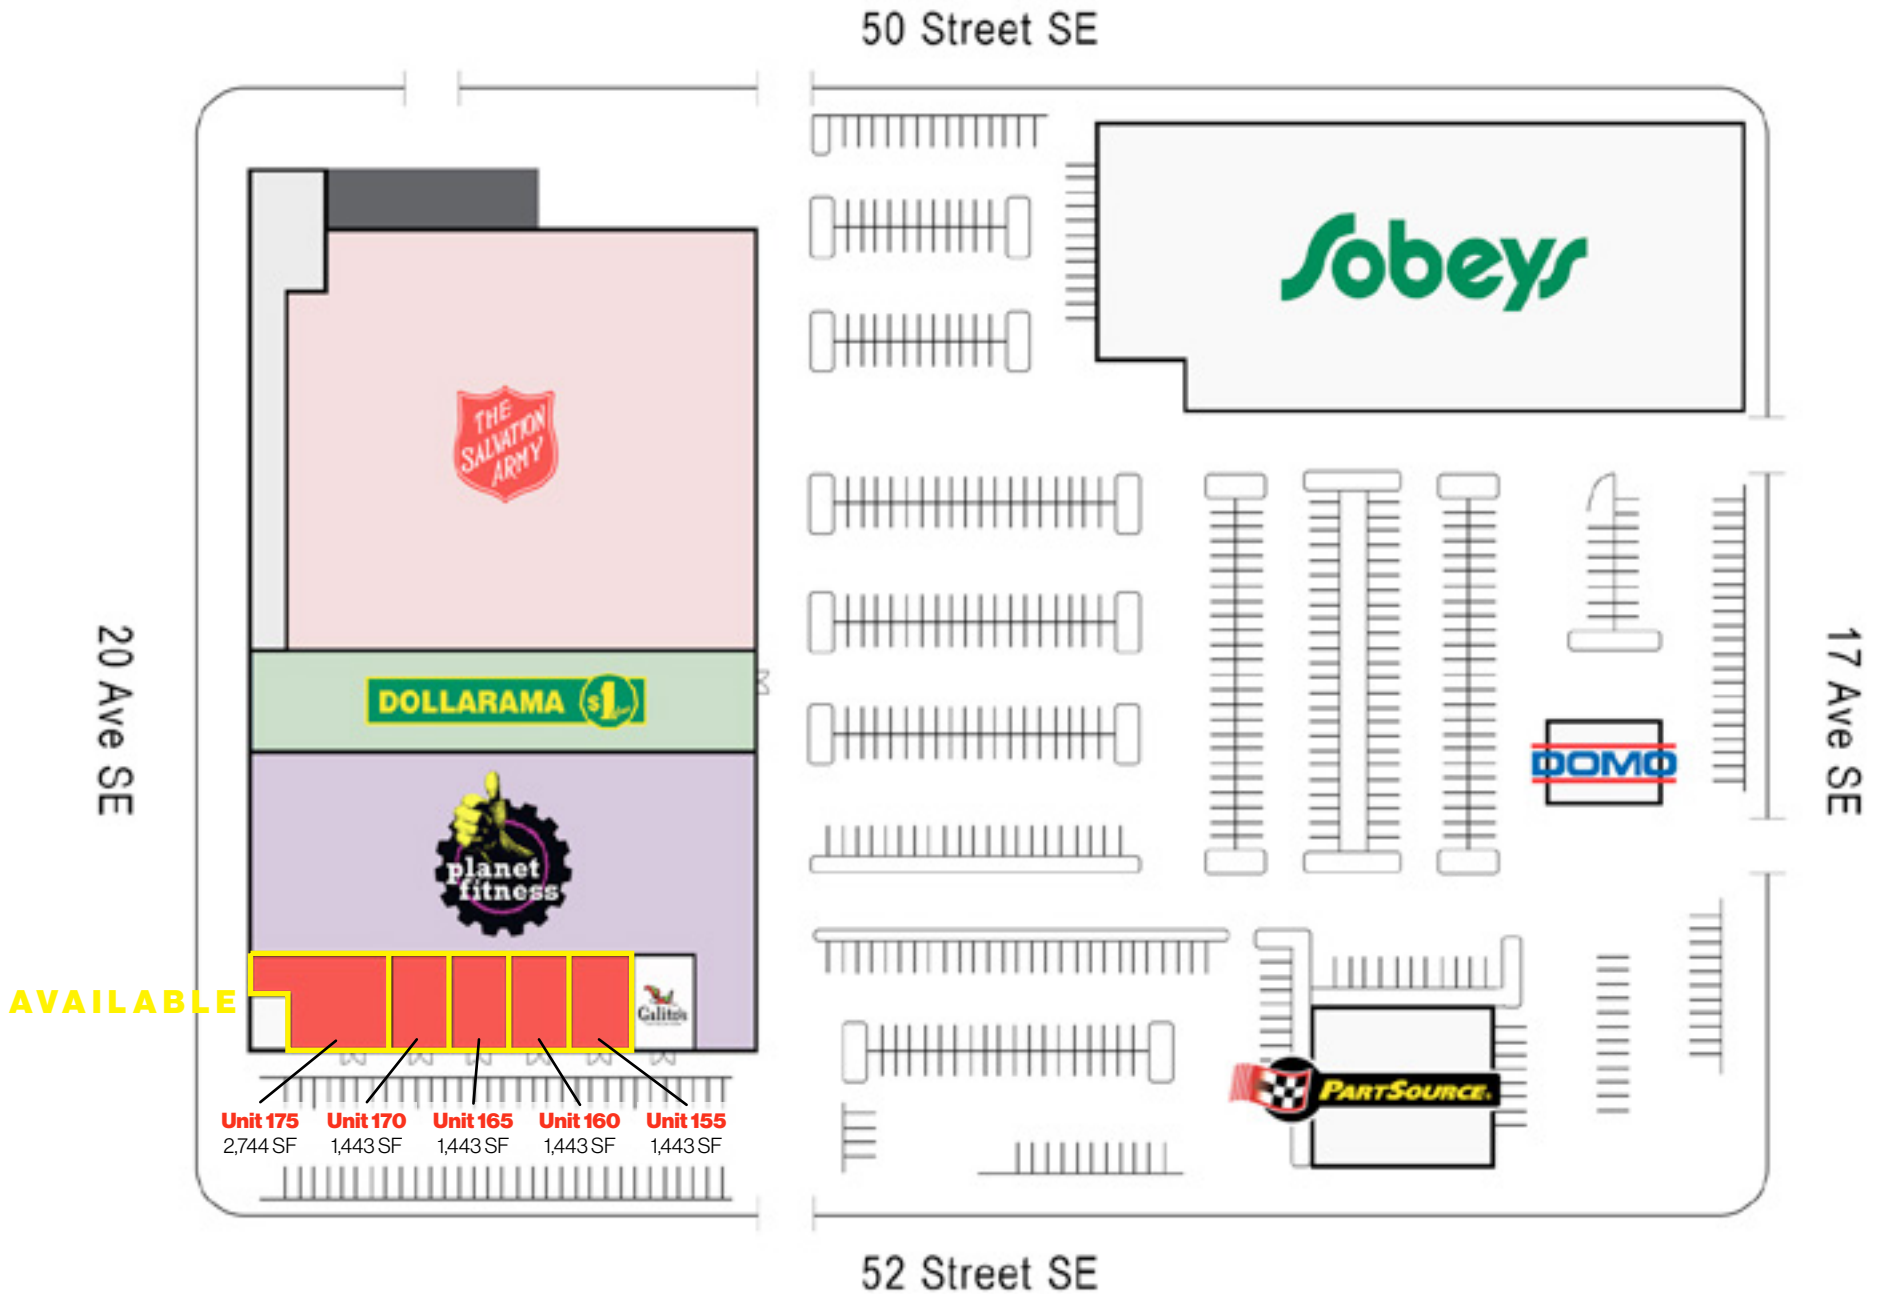 50 Street SE
Sobeys
THE
SALVATION
ARMY
20 Ave SE
17 Ave SE
DOLLARAMA $1
DOMO
planet
fitness
AVAILABLE
Galito's
PARTSOURCE
Unit 175
2,744 SF
Unit 170
1,443 SF
Unit 165
1,443 SF
Unit 160
1,443 SF
Unit 155
1,443 SF
52 Street SE